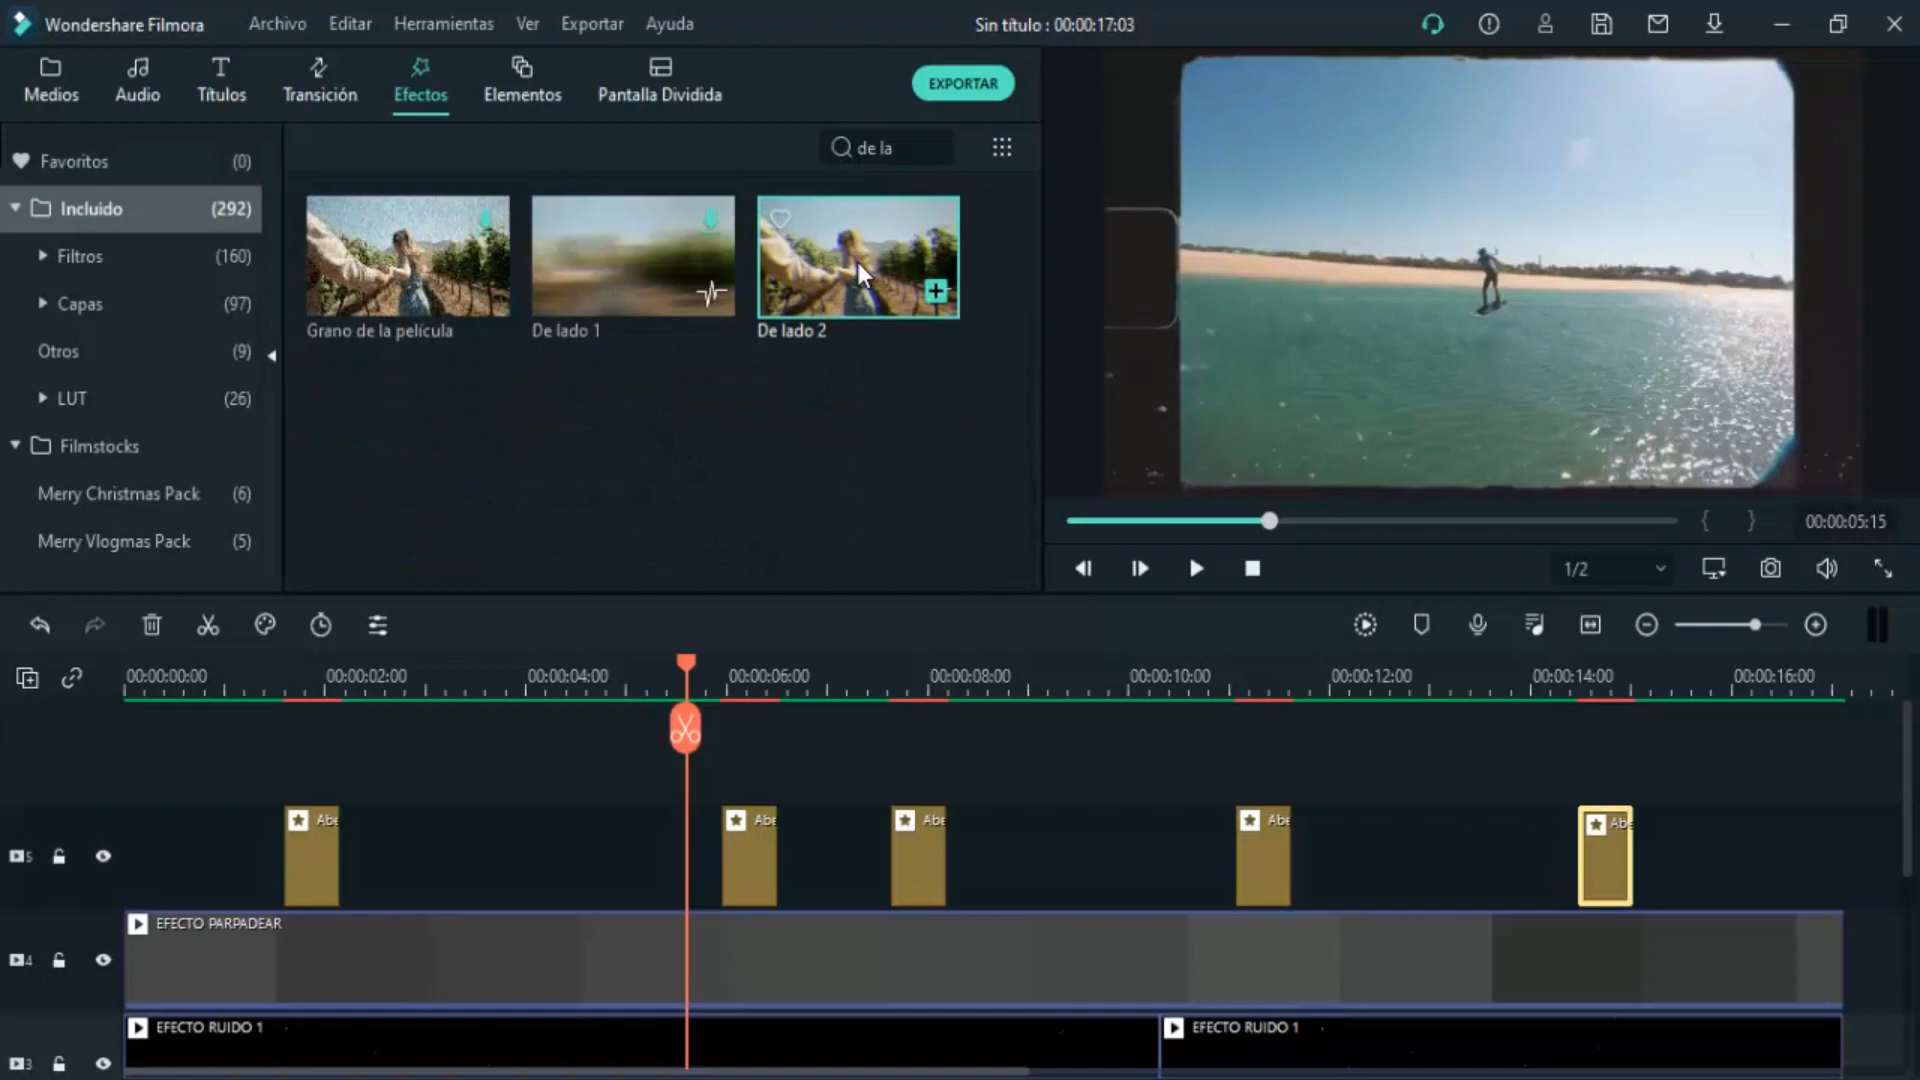 Wondershare Filmora
Archivo
Editar
Herramientas
Ver
Exportar
Ayuda
Sin título : 00:00:17:03
Medios
Audio
Títulos
Transición
Efectos
Elementos
Pantalla Dividida
EXPORTAR
Favoritos (0)
Incluido (292)
Filtros (160)
Capas (97)
Otros (9)
LUT (26)
Filmstocks
Merry Christmas Pack (6)
Merry Vlogmas Pack (5)
de la
Grano de la película
De lado 1
De lado 2
{ } 00:00:05:15
1/2
00:00:00:00
00:00:02:00
00:00:04:00
00:00:06:00
00:00:08:00
00:00:10:00
00:00:12:00
00:00:14:00
00:00:16:00
5
Abe
Abe
Abe
Abe
Abe
4
EFECTO PARPADEAR
3
EFECTO RUIDO 1
EFECTO RUIDO 1